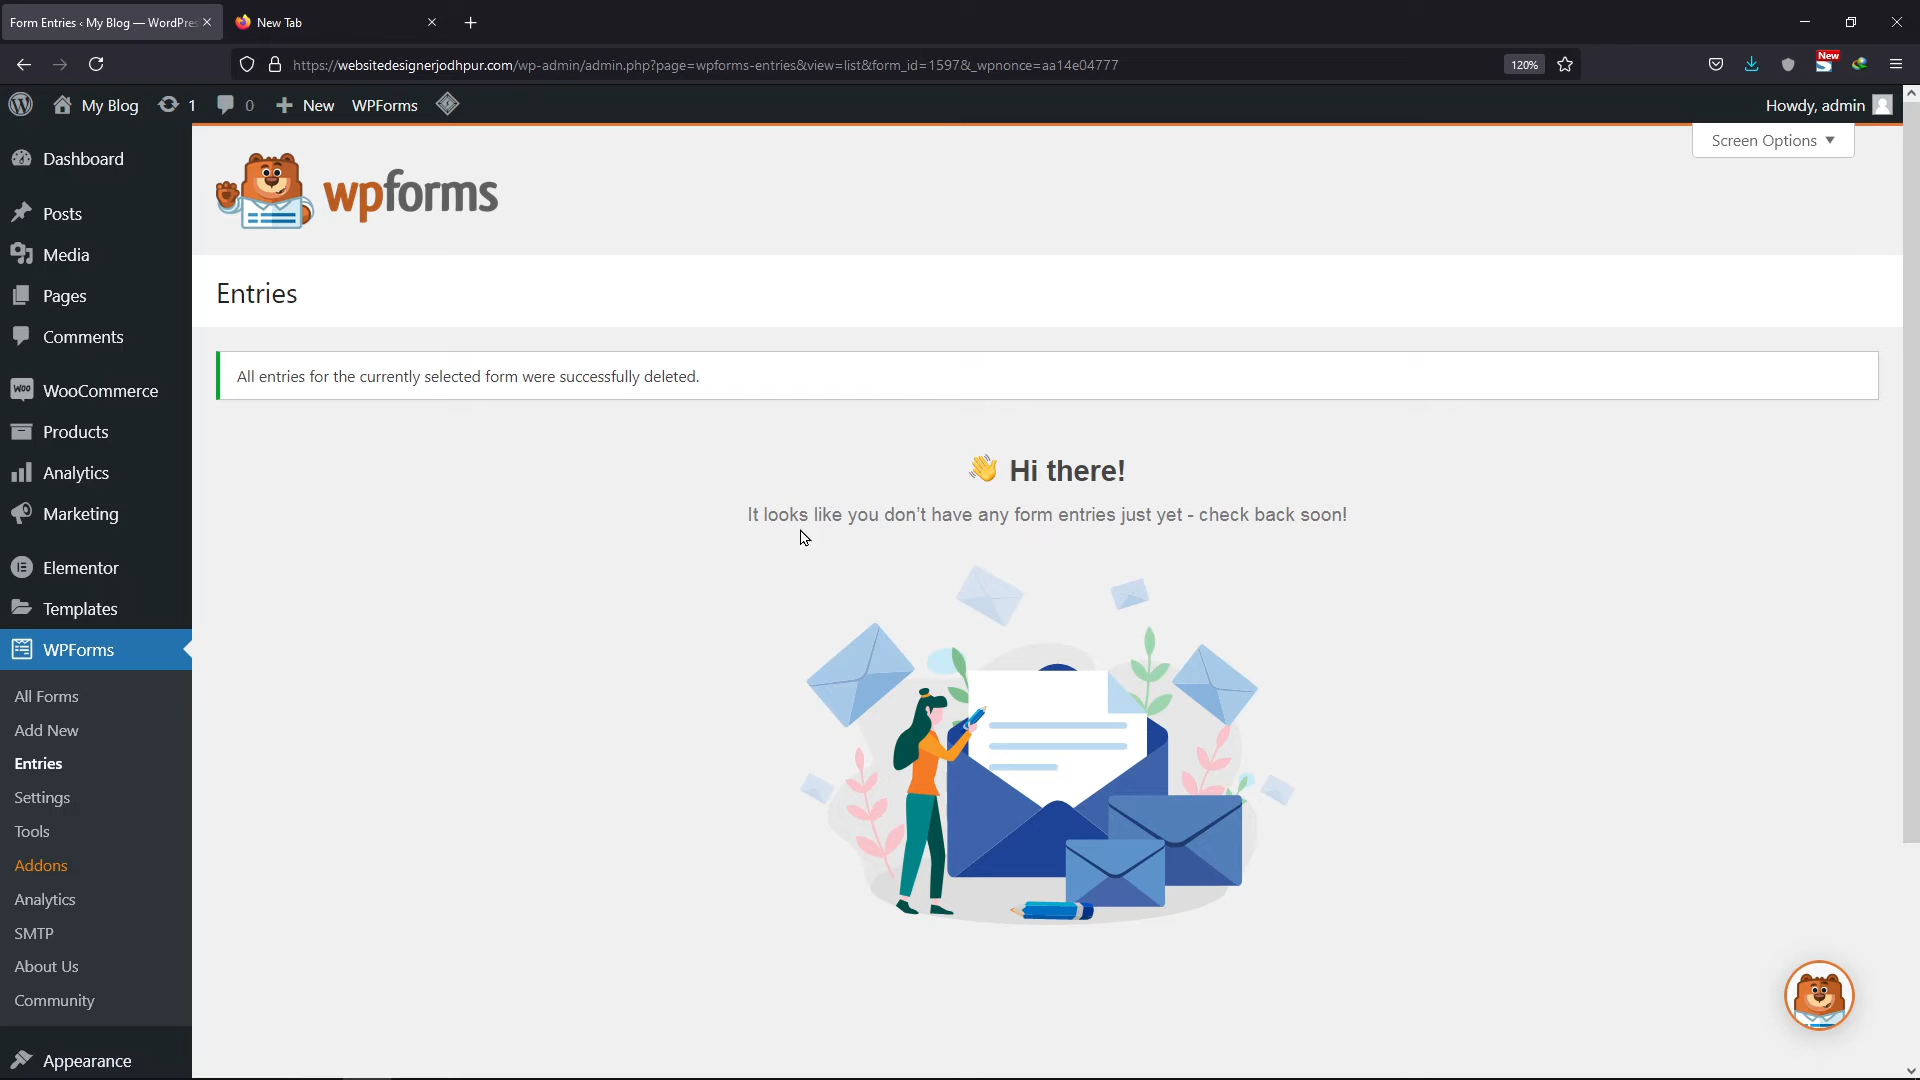 Form Entries ‹ My Blog — WordPres
New Tab
https://websitedesignerjodhpur.com/wp-admin/admin.php?page=wpforms-entries&view=list&form_id=1597&_wpnonce=aa14e04777
120%
New
My Blog
1
0
New
WPForms
Howdy, admin
Screen Options
Dashboard
Posts
Media
Pages
Comments
WooCommerce
Products
Analytics
Marketing
Elementor
Templates
WPForms
All Forms
Add New
Entries
Settings
Tools
Addons
Analytics
SMTP
About Us
Community
Appearance
wpforms
Entries
All entries for the currently selected form were successfully deleted.
👋 Hi there!
It looks like you don't have any form entries just yet - check back soon!